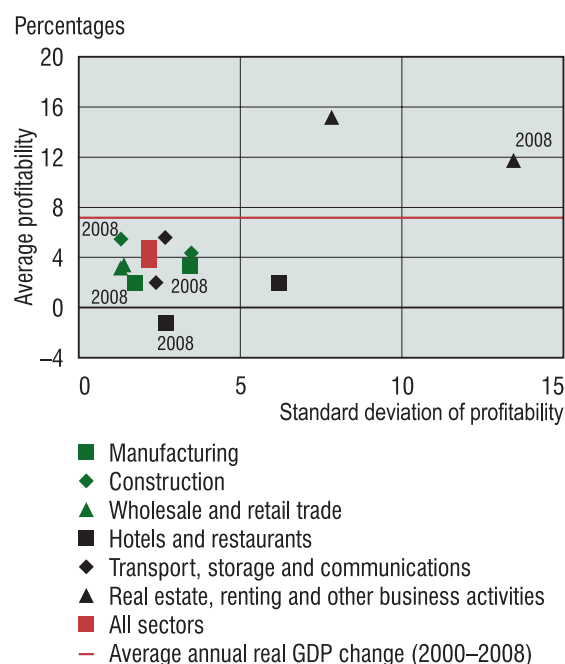 Percentages
20
16
12
8
4
0
–4
Average profitability
2008
2008
2008
2008
2008
0 5 10 15
Standard deviation of profitability
Manufacturing
Construction
Wholesale and retail trade
Hotels and restaurants
Transport, storage and communications
Real estate, renting and other business activities
All sectors
Average annual real GDP change (2000–2008)